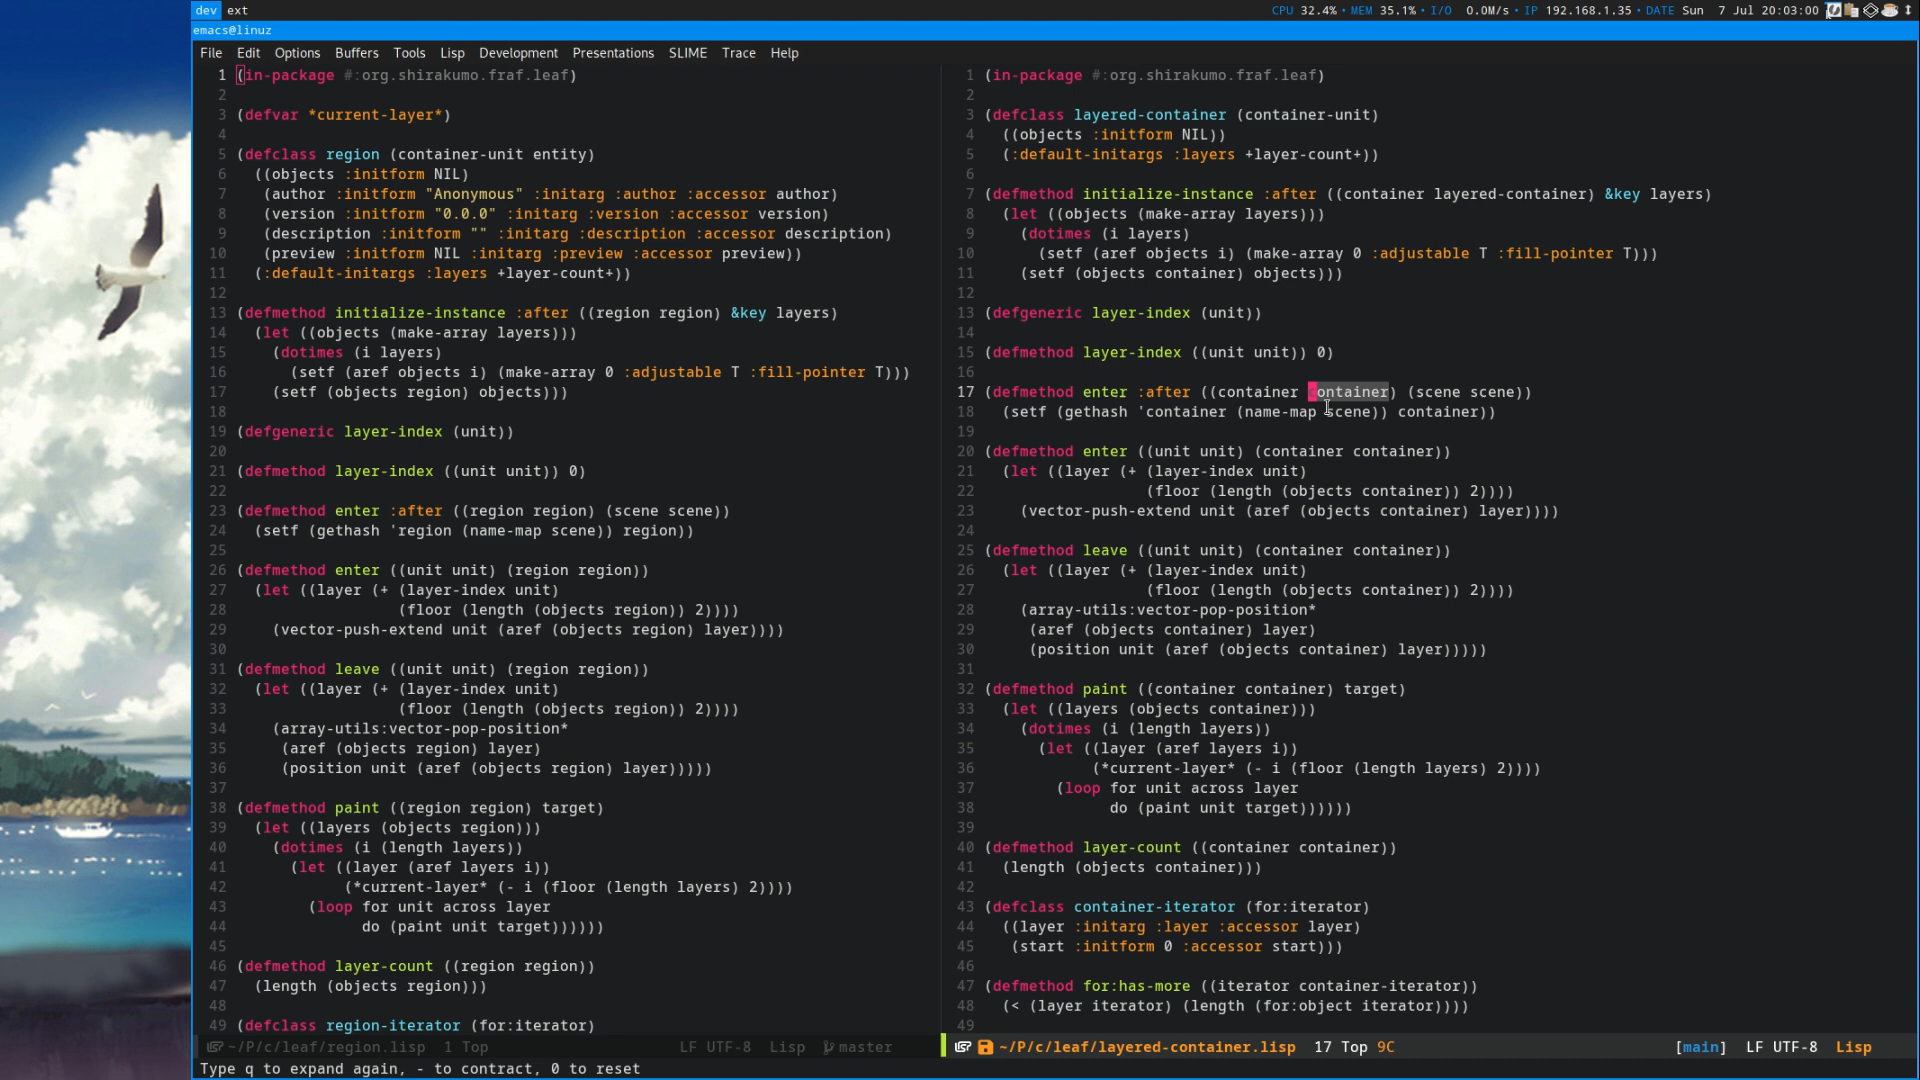 dev ext CPU 32.4% • MEM 35.1% • I/O 0.0M/s • IP 192.168.1.35 • DATE Sun 7 Jul 20:03:00
emacs@linuz
File Edit Options Buffers Tools Lisp Development Presentations SLIME Trace Help
1 (in-package #:org.shirakumo.fraf.leaf)
2
3 (defvar *current-layer*)
4
5 (defclass region (container-unit entity)
6 ((objects :initform NIL)
7 (author :initform "Anonymous" :initarg :author :accessor author)
8 (version :initform "0.0.0" :initarg :version :accessor version)
9 (description :initform "" :initarg :description :accessor description)
10 (preview :initform NIL :initarg :preview :accessor preview))
11 (:default-initargs :layers +layer-count+))
12
13 (defmethod initialize-instance :after ((region region) &key layers)
14 (let ((objects (make-array layers)))
15 (dotimes (i layers)
16 (setf (aref objects i) (make-array 0 :adjustable T :fill-pointer T)))
17 (setf (objects region) objects)))
18
19 (defgeneric layer-index (unit))
20
21 (defmethod layer-index ((unit unit)) 0)
22
23 (defmethod enter :after ((region region) (scene scene))
24 (setf (gethash 'region (name-map scene)) region))
25
26 (defmethod enter ((unit unit) (region region))
27 (let ((layer (+ (layer-index unit)
28 (floor (length (objects region)) 2))))
29 (vector-push-extend unit (aref (objects region) layer))))
30
31 (defmethod leave ((unit unit) (region region))
32 (let ((layer (+ (layer-index unit)
33 (floor (length (objects region)) 2))))
34 (array-utils:vector-pop-position*
35 (aref (objects region) layer)
36 (position unit (aref (objects region) layer)))))
37
38 (defmethod paint ((region region) target)
39 (let ((layers (objects region)))
40 (dotimes (i (length layers))
41 (let ((layer (aref layers i))
42 (*current-layer* (- i (floor (length layers) 2))))
43 (loop for unit across layer
44 do (paint unit target))))))
45
46 (defmethod layer-count ((region region))
47 (length (objects region)))
48
49 (defclass region-iterator (for:iterator)
~/P/c/leaf/region.lisp 1 Top LF UTF-8 Lisp master
1 (in-package #:org.shirakumo.fraf.leaf)
2
3 (defclass layered-container (container-unit)
4 ((objects :initform NIL))
5 (:default-initargs :layers +layer-count+))
6
7 (defmethod initialize-instance :after ((container layered-container) &key layers)
8 (let ((objects (make-array layers)))
9 (dotimes (i layers)
10 (setf (aref objects i) (make-array 0 :adjustable T :fill-pointer T)))
11 (setf (objects container) objects)))
12
13 (defgeneric layer-index (unit))
14
15 (defmethod layer-index ((unit unit)) 0)
16
17 (defmethod enter :after ((container container) (scene scene))
18 (setf (gethash 'container (name-map scene)) container))
19
20 (defmethod enter ((unit unit) (container container))
21 (let ((layer (+ (layer-index unit)
22 (floor (length (objects container)) 2))))
23 (vector-push-extend unit (aref (objects container) layer))))
24
25 (defmethod leave ((unit unit) (container container))
26 (let ((layer (+ (layer-index unit)
27 (floor (length (objects container)) 2))))
28 (array-utils:vector-pop-position*
29 (aref (objects container) layer)
30 (position unit (aref (objects container) layer)))))
31
32 (defmethod paint ((container container) target)
33 (let ((layers (objects container)))
34 (dotimes (i (length layers))
35 (let ((layer (aref layers i))
36 (*current-layer* (- i (floor (length layers) 2))))
37 (loop for unit across layer
38 do (paint unit target))))))
39
40 (defmethod layer-count ((container container))
41 (length (objects container)))
42
43 (defclass container-iterator (for:iterator)
44 ((layer :initarg :layer :accessor layer)
45 (start :initform 0 :accessor start)))
46
47 (defmethod for:has-more ((iterator container-iterator))
48 (< (layer iterator) (length (for:object iterator))))
49
~/P/c/leaf/layered-container.lisp 17 Top 9C [main] LF UTF-8 Lisp
Type q to expand again, - to contract, 0 to reset